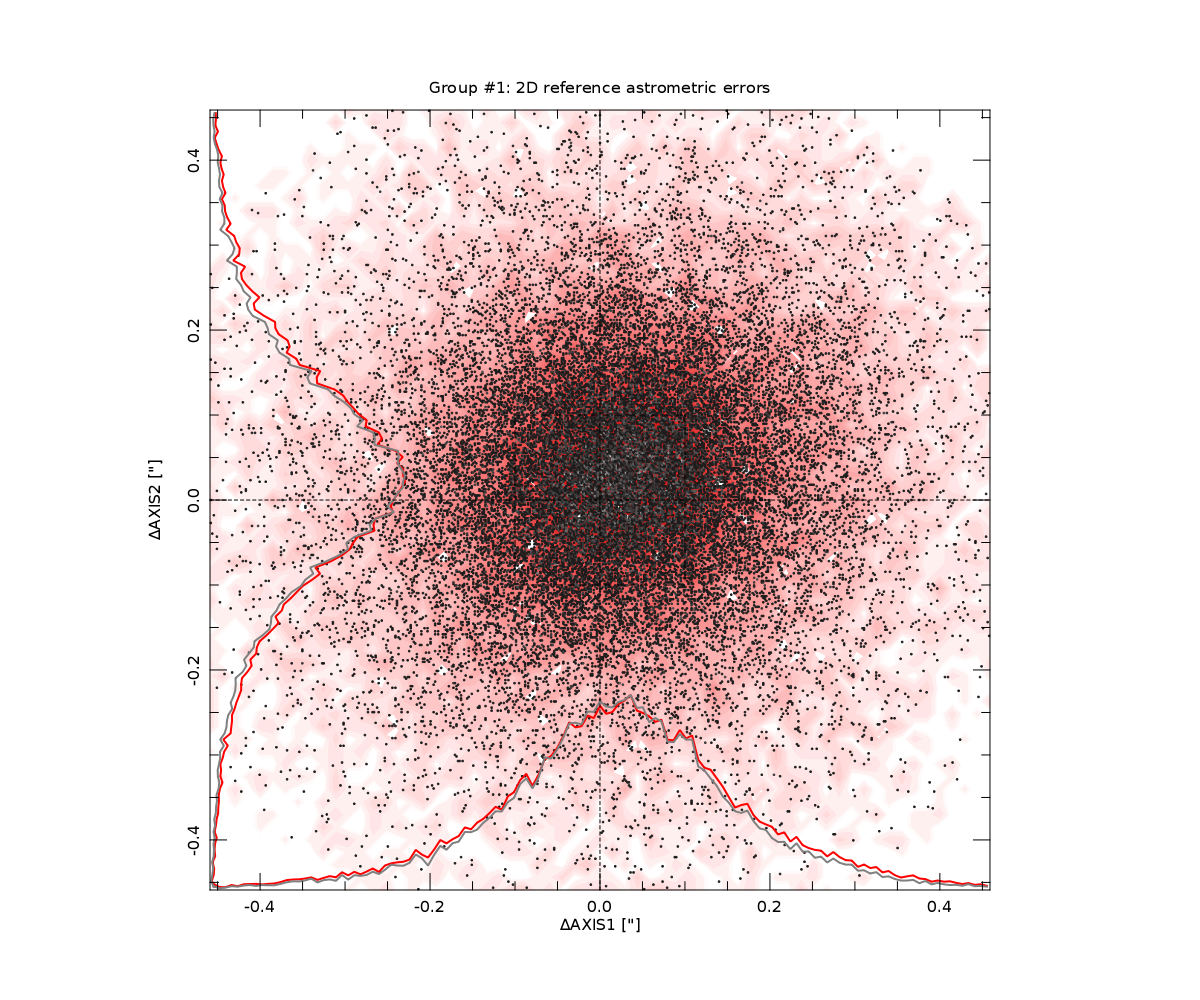 Group #1: 2D reference astrometric errors
0.4
0.2
0.0
-0.2
-0.4
ΔAXIS2 ["]
-0.4 -0.2 0.0 0.2 0.4
ΔAXIS1 ["]